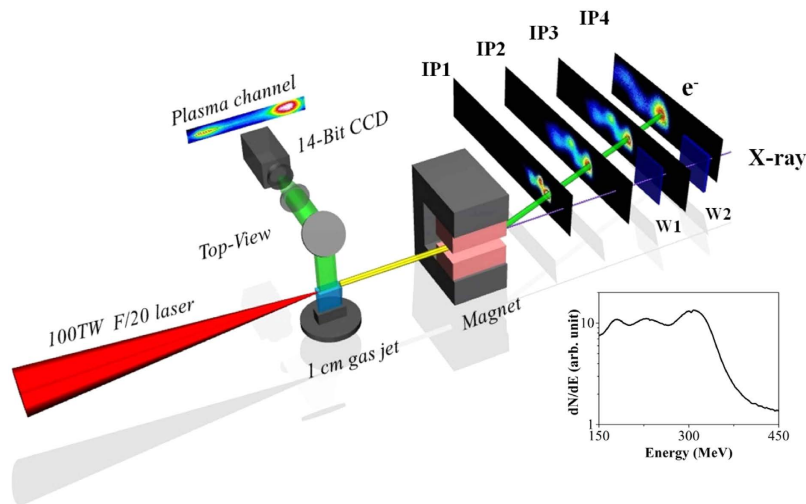 IP4
IP3
IP2
IP1
e-
Plasma channel
14-Bit CCD
X-ray
W1
W2
Top-View
Magnet
100TW F/20 laser
1 cm gas jet
dN/dE (arb. unit)
10
1
150
300
450
Energy (MeV)